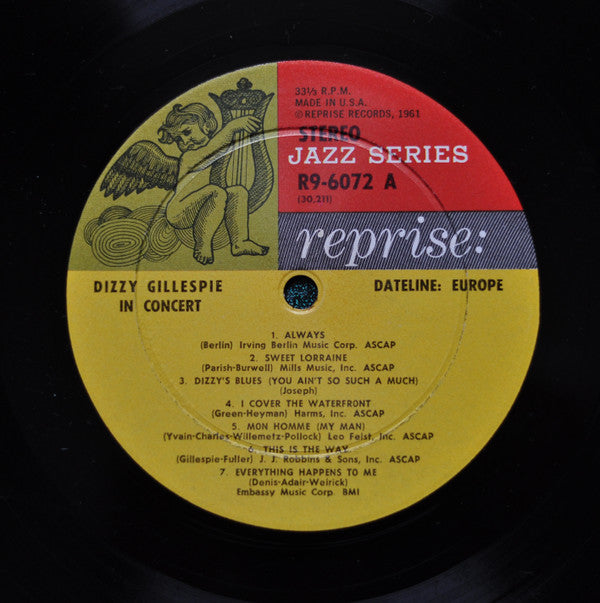 33⅓ R.P.M.
MADE IN U.S.A.
©REPRISE RECORDS, 1961
STEREO
JAZZ SERIES
R9-6072 A
(30,211)
reprise:
DIZZY GILLESPIE
IN CONCERT
DATELINE: EUROPE
1. ALWAYS
(Berlin) Irving Berlin Music Corp. ASCAP
2. SWEET LORRAINE
(Parish-Burwell) Mills Music, Inc. ASCAP
3. DIZZY'S BLUES (YOU AIN'T SO SUCH A MUCH)
(Joseph)
4. I COVER THE WATERFRONT
(Green-Heyman) Harms, Inc. ASCAP
5. MON HOMME (MY MAN)
(Yvain-Charles-Willemetz-Pollock) Leo Feist, Inc. ASCAP
6. THIS IS THE WAY
(Gillespie-Fuller) J. J. Robbins & Sons, Inc. ASCAP
7. EVERYTHING HAPPENS TO ME
(Denis-Adair-Weirick)
Embassy Music Corp. BMI